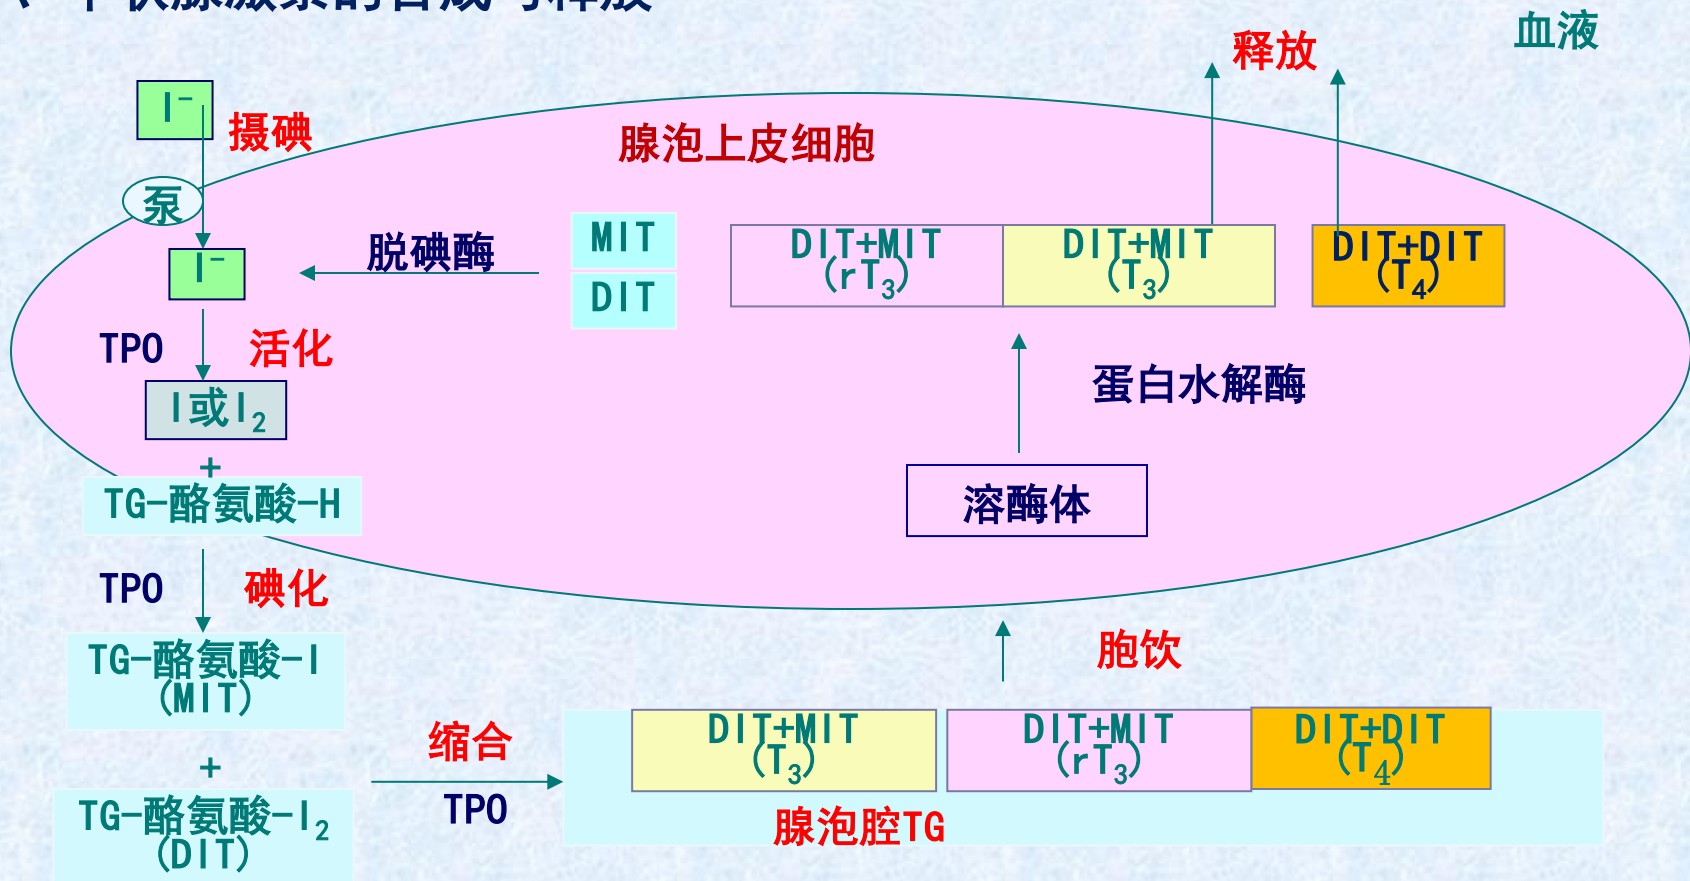 血液
释放
I⁻
摄碘
腺泡上皮细胞
泵
I⁻
脱碘酶
MIT
DIT
DIT+MIT
(rT₃)
DIT+MIT
(T₃)
DIT+DIT
(T₄)
TPO
活化
I或I₂
蛋白水解酶
+
TG-酪氨酸-H
溶酶体
TPO
碘化
TG-酪氨酸-I
(MIT)
胞饮
+
TG-酪氨酸-I₂
(DIT)
缩合
TPO
DIT+MIT
(T₃)
DIT+MIT
(rT₃)
DIT+DIT
(T₄)
腺泡腔TG